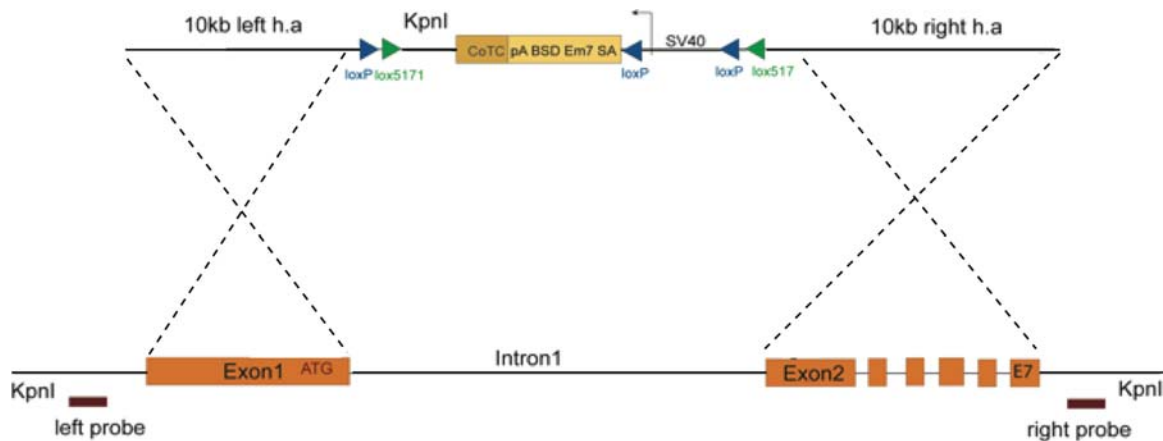 10kb left h.a
KpnI
10kb right h.a
CoTC pA BSD Em7 SA
SV40
loxP lox5171
loxP
loxP lox517
Intron1
Exon1 ATG
Exon2
E7
KpnI
KpnI
left probe
right probe